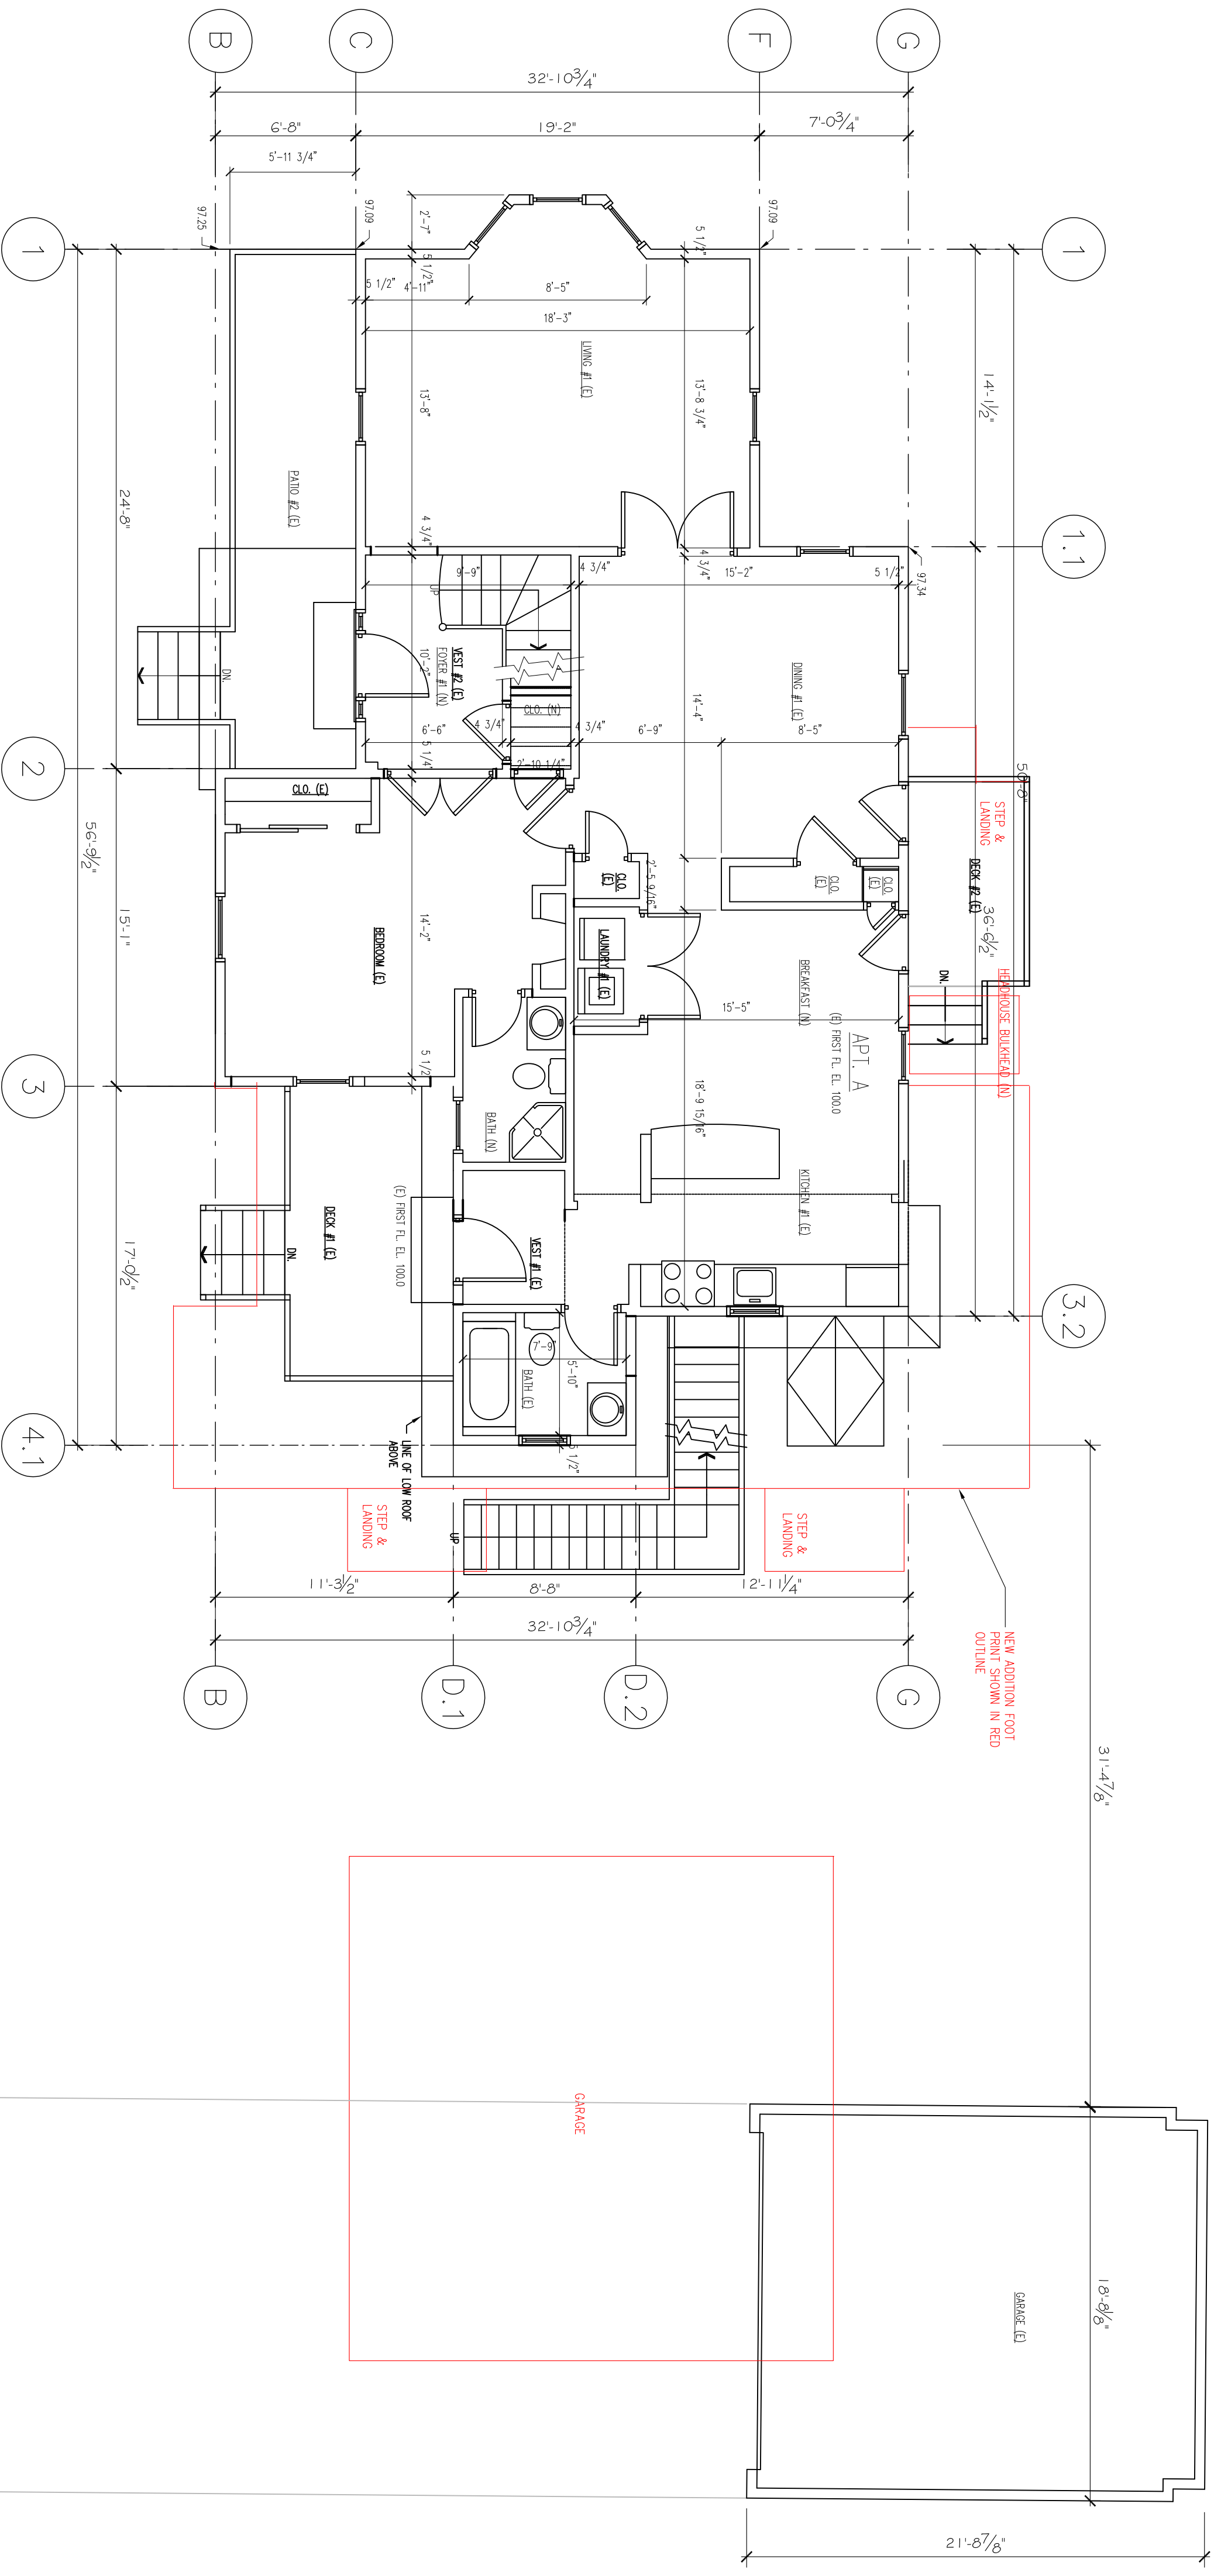 B
C
F
G
32'-10 3/4"
6'-8"
19'-2"
7'-0 3/4"
5'-11 3/4"
97.25
97.09
97.09
2'-7"
5 1/2"
5 1/2"
1
1
5 1/2"
4'-11"
8'-5"
18'-3"
LIVING #1 (E)
13'-8"
13'-8 3/4"
14'-1 1/2"
PATIO #2 (E)
24'-8"
4 3/4"
4 3/4"
1.1
97.34
9'-9"
4 3/4"
15'-2"
5 1/2"
UP
VEST #2 (E)
FOYER #1 (N)
10'-2"
DN.
CLO. (N)
DINING #1 (E)
14'-4"
6'-6"
4 3/4"
4 3/4"
6'-9"
8'-5"
5 1/4"
2'-10 1/4"
2
50'-8"
STEP &
LANDING
DECK #2 (E)
CLO. (E)
56'-9 1/2"
CLO.
(E)
2'-5 9/16"
CLO.
(E)
CLO.
(E)
36'-6 1/2"
15'-1"
14'-2"
BEDROOM (E)
LAUNDRY #1 (E)
BREAKFAST (N)
DN.
HEADHOUSE BULKHEAD (N)
15'-5"
APT. A
(E) FIRST FL. EL. 100.0
5 1/2"
3
18'-9 15/16"
BATH (N)
KITCHEN #1 (E)
DECK #1 (E)
(E) FIRST FL. EL. 100.0
DN.
17'-0 1/2"
VEST #1 (E)
3.2
7'-9"
5'-10"
BATH (E)
5 1/2"
4.1
LINE OF LOW ROOF
ABOVE
STEP &
LANDING
UP
STEP &
LANDING
11'-3 1/2"
8'-8"
12'-11 1/4"
32'-10 3/4"
B
D.1
D.2
G
NEW ADDITION FOOT
PRINT SHOWN IN RED
OUTLINE
31'-4 7/8"
GARAGE
18'-8 1/8"
GARAGE (E)
21'-8 7/8"